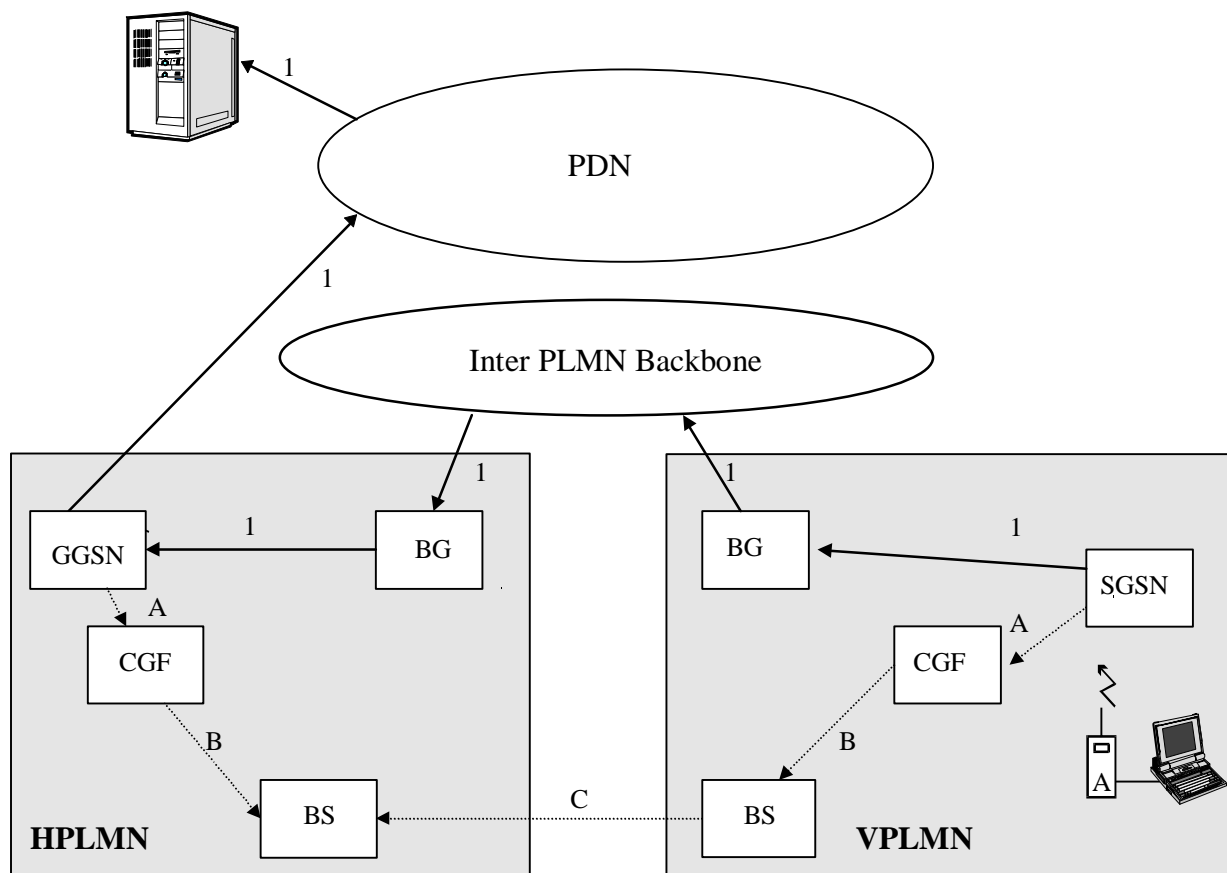 1
PDN
1
Inter PLMN Backbone
1
1
1
1
GGSN
BG
BG
SGSN
A
A
CGF
CGF
B
B
A
C
BS
BS
HPLMN
VPLMN